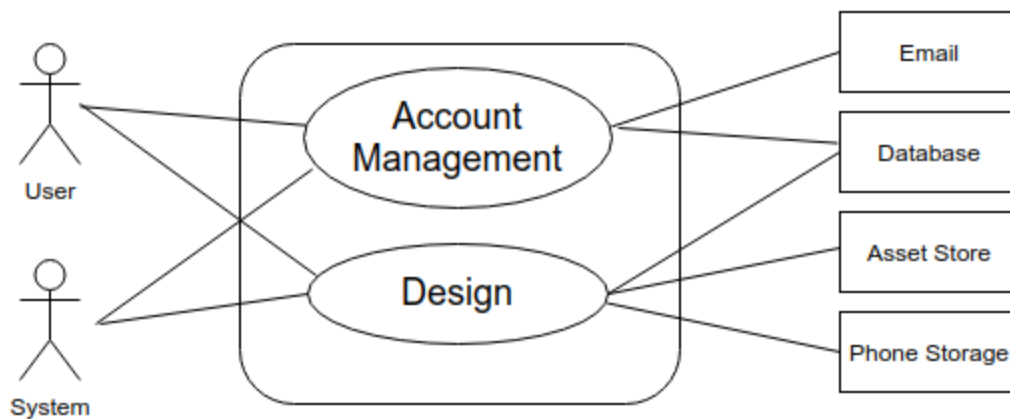 User
System
Account
Management
Design
Email
Database
Asset Store
Phone Storage